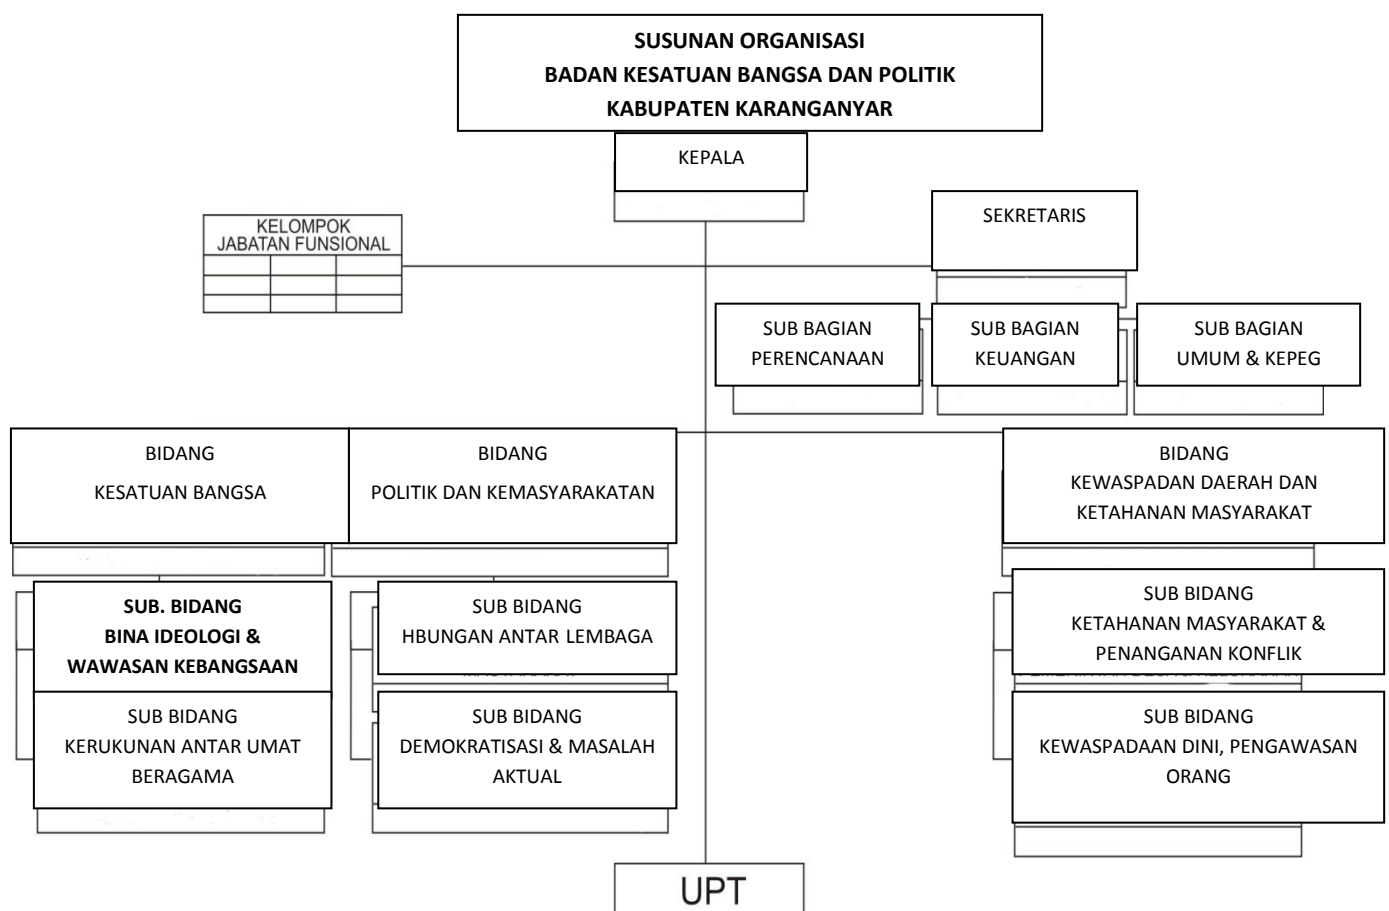 SUSUNAN ORGANISASI
BADAN KESATUAN BANGSA DAN POLITIK
KABUPATEN KARANGANYAR
KEPALA
KELOMPOK
JABATAN FUNSIONAL
SEKRETARIS
SUB BAGIAN
PERENCANAAN
SUB BAGIAN
KEUANGAN
SUB BAGIAN
UMUM & KEPEG
BIDANG
KESATUAN BANGSA
BIDANG
POLITIK DAN KEMASYARAKATAN
BIDANG
KEWASPADAN DAERAH DAN
KETAHANAN MASYARAKAT
SUB. BIDANG
BINA IDEOLOGI &
WAWASAN KEBANGSAAN
SUB BIDANG
HBUNGAN ANTAR LEMBAGA
SUB BIDANG
KETAHANAN MASYARAKAT &
PENANGANAN KONFLIK
SUB BIDANG
KERUKUNAN ANTAR UMAT
BERAGAMA
SUB BIDANG
DEMOKRATISASI & MASALAH
AKTUAL
SUB BIDANG
KEWASPADAAN DINI, PENGAWASAN
ORANG
UPT